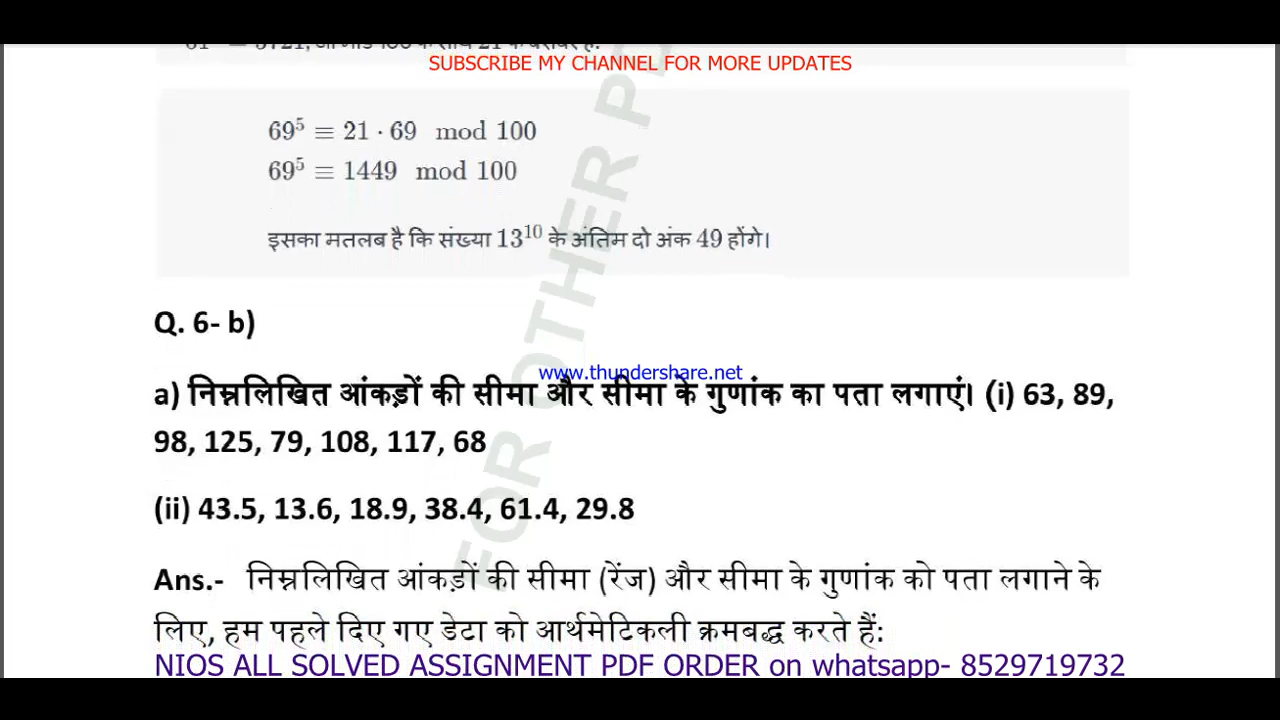 SUBSCRIBE MY CHANNEL FOR MORE UPDATES
69⁵ ≡ 21 · 69 mod 100
69⁵ ≡ 1449 mod 100
इसका मतलब है कि संख्या 13¹⁰ के अंतिम दो अंक 49 होंगे।
Q. 6- b)
www.thundershare.net
a) निम्नलिखित आंकड़ों की सीमा और सीमा के गुणांक का पता लगाएं। (i) 63, 89,
98, 125, 79, 108, 117, 68
(ii) 43.5, 13.6, 18.9, 38.4, 61.4, 29.8
Ans.- निम्नलिखित आंकड़ों की सीमा (रेंज) और सीमा के गुणांक को पता लगाने के
लिए, हम पहले दिए गए डेटा को आर्थमेटिकली क्रमबद्ध करते हैं:
NIOS ALL SOLVED ASSIGNMENT PDF ORDER on whatsapp- 8529719732
FOR OTHER